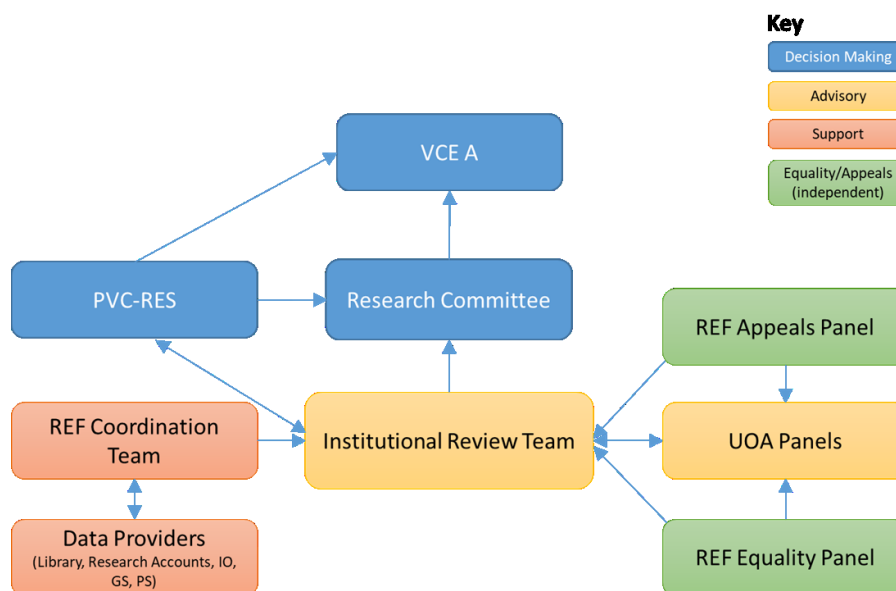 Key
Decision Making
Advisory
Support
Equality/Appeals
(independent)
VCE A
PVC-RES
Research Committee
REF Appeals Panel
REF Coordination
Team
Institutional Review Team
UOA Panels
Data Providers
(Library, Research Accounts, IO,
GS, PS)
REF Equality Panel